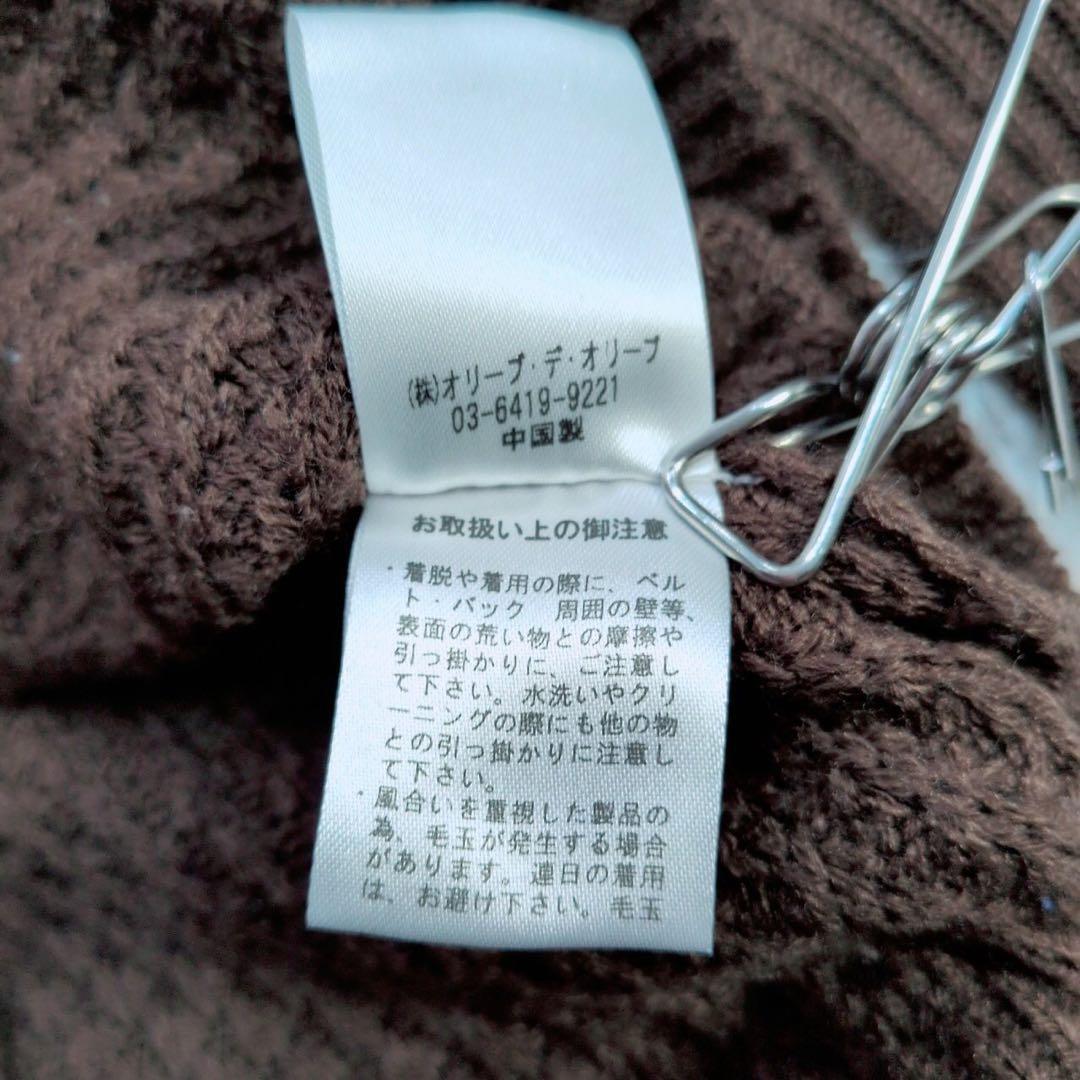 (株)オリーブ・デ・オリーブ
03-6419-9221
中国製
お取扱い上の御注意
・着脱や着用の際に、ベル
ト・バック　周囲の壁等、
表面の荒い物との摩擦や
引っ掛かりに、ご注意し
て下さい。水洗いやクリ
ーニングの際にも他の物
との引っ掛かりに注意し
て下さい。
・風合いを重視した製品の
為、毛玉が発生する場合
があります。連日の着用
は、お避け下さい。毛玉